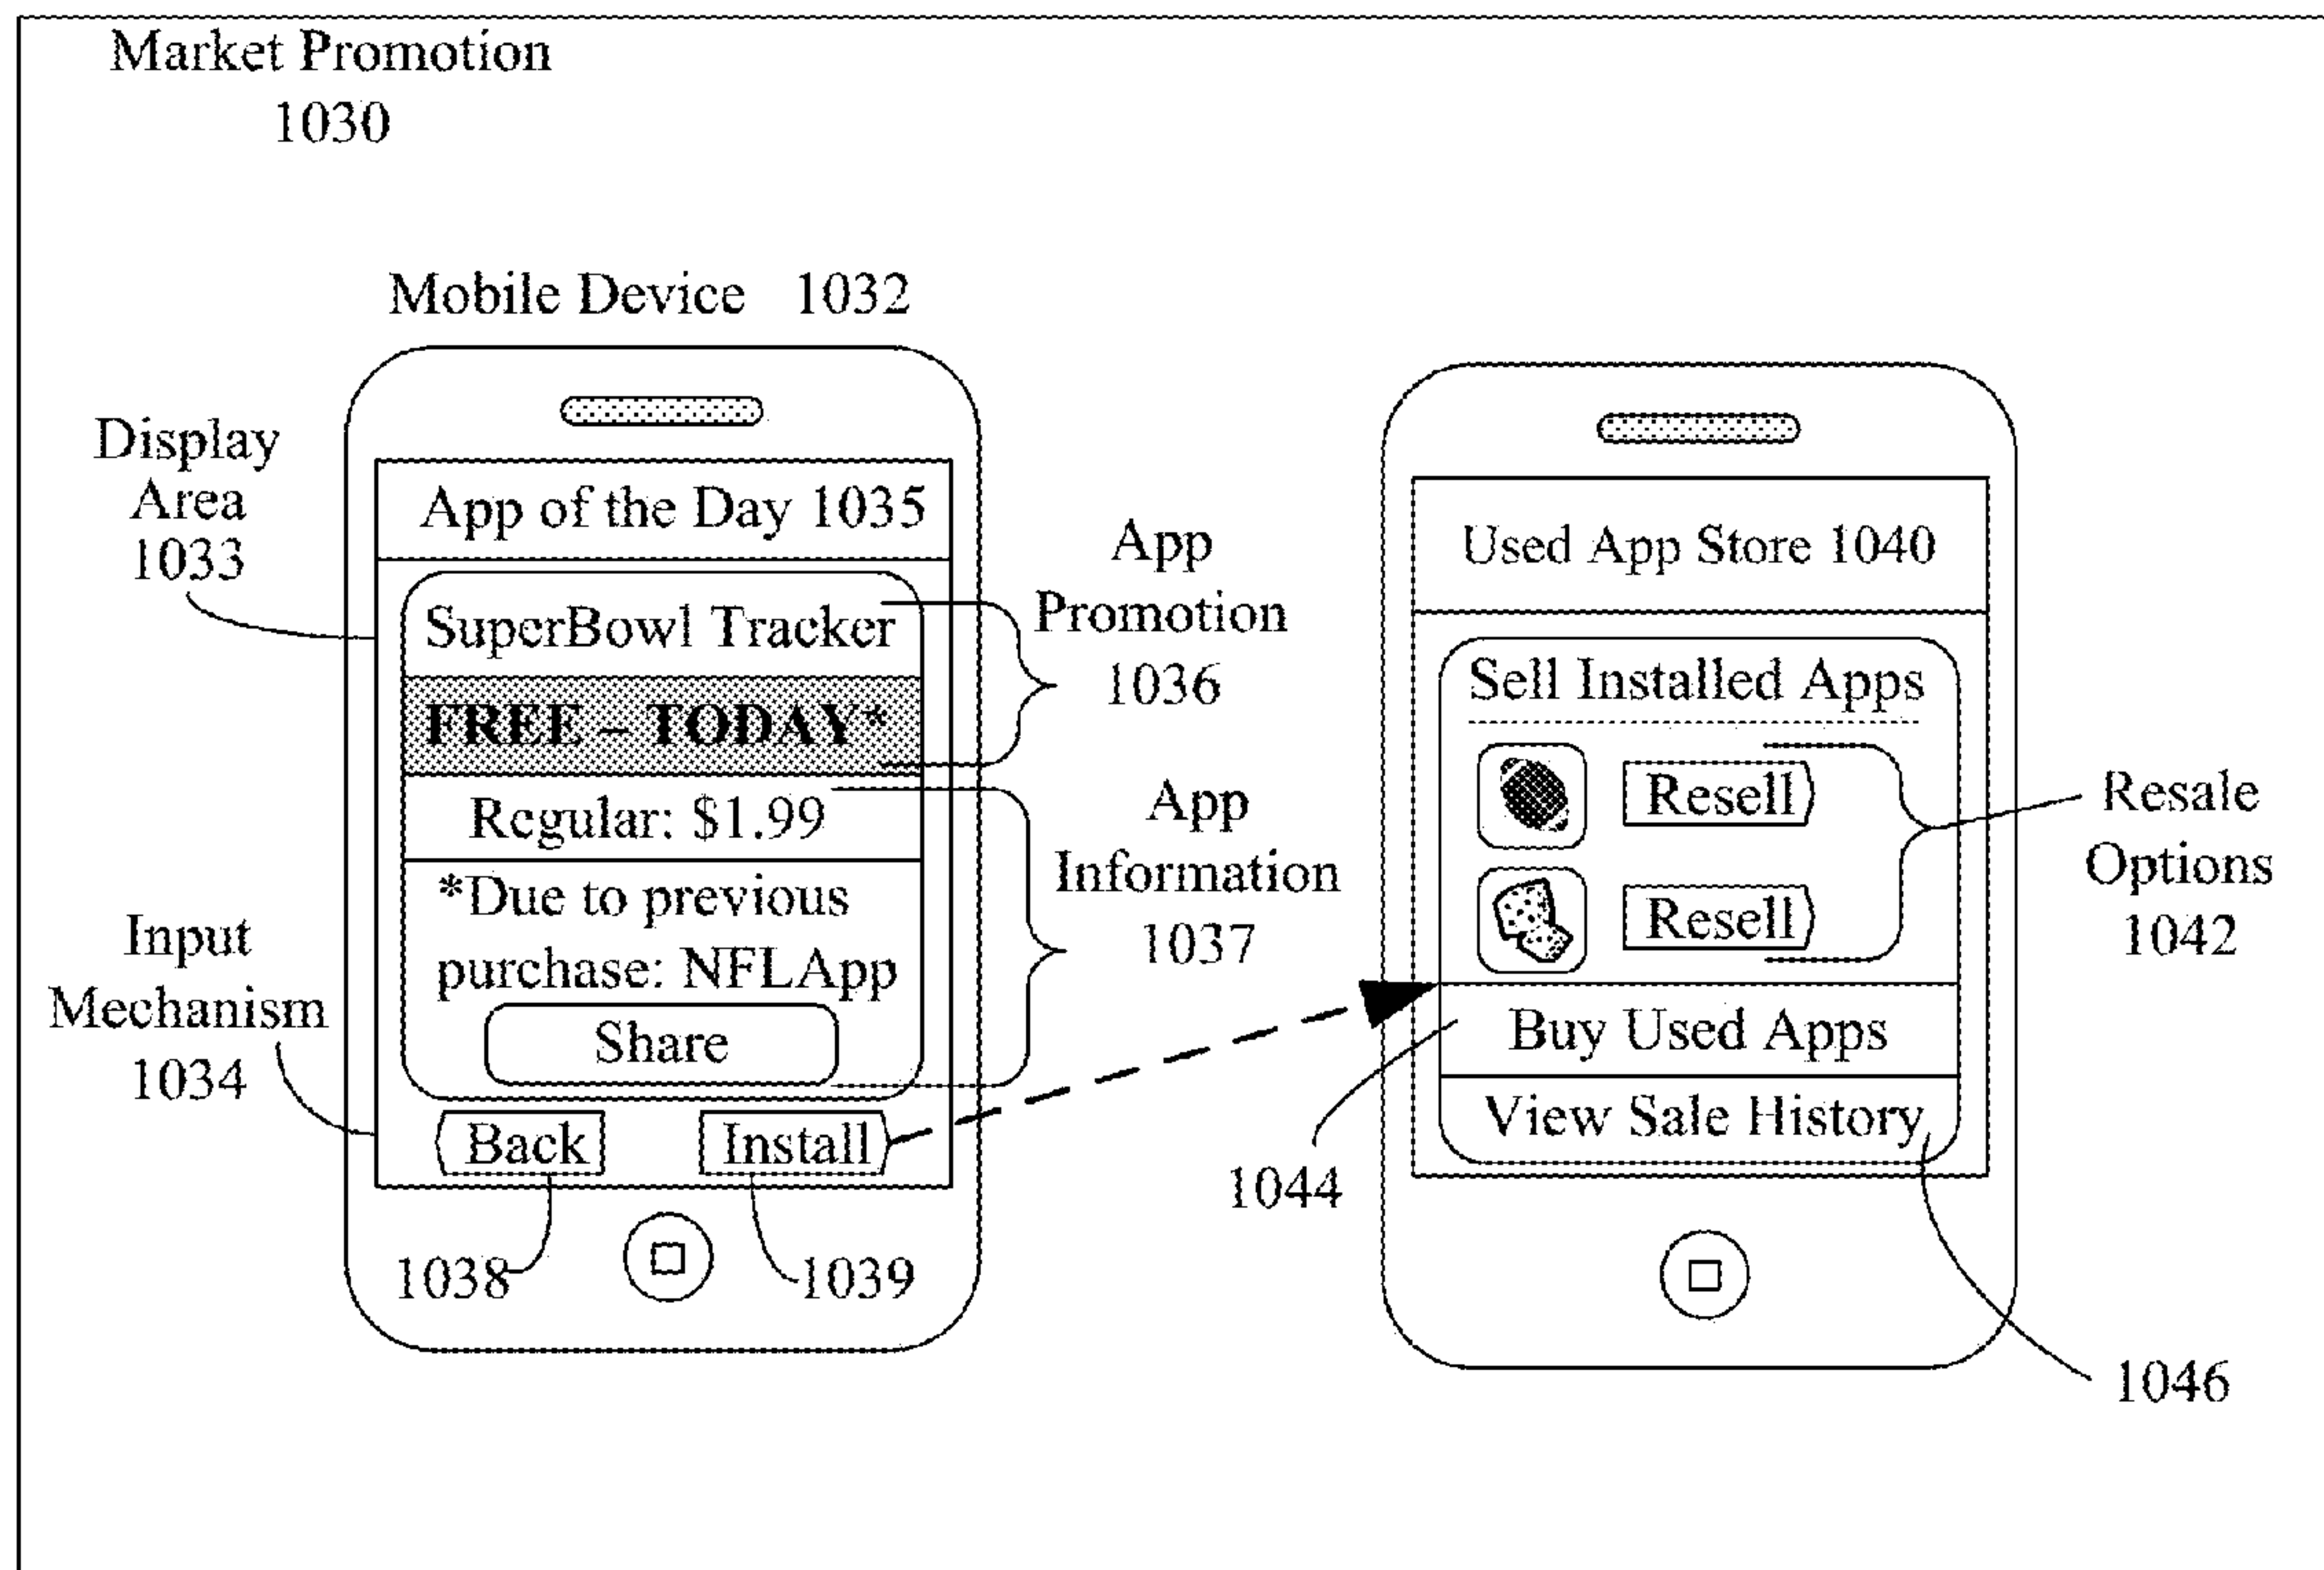 Market Promotion
1030
Mobile Device 1032
Display
Area
1033
Input
Mechanism
1034
App of the Day 1035
SuperBowl Tracker
FREE – TODAY*
Regular: $1.99
*Due to previous
purchase: NFLApp
Share
Back
Install
1038
1039
App
Promotion
1036
App
Information
1037
Used App Store 1040
Sell Installed Apps
Resell
Resell
Buy Used Apps
View Sale History
Resale
Options
1042
1044
1046